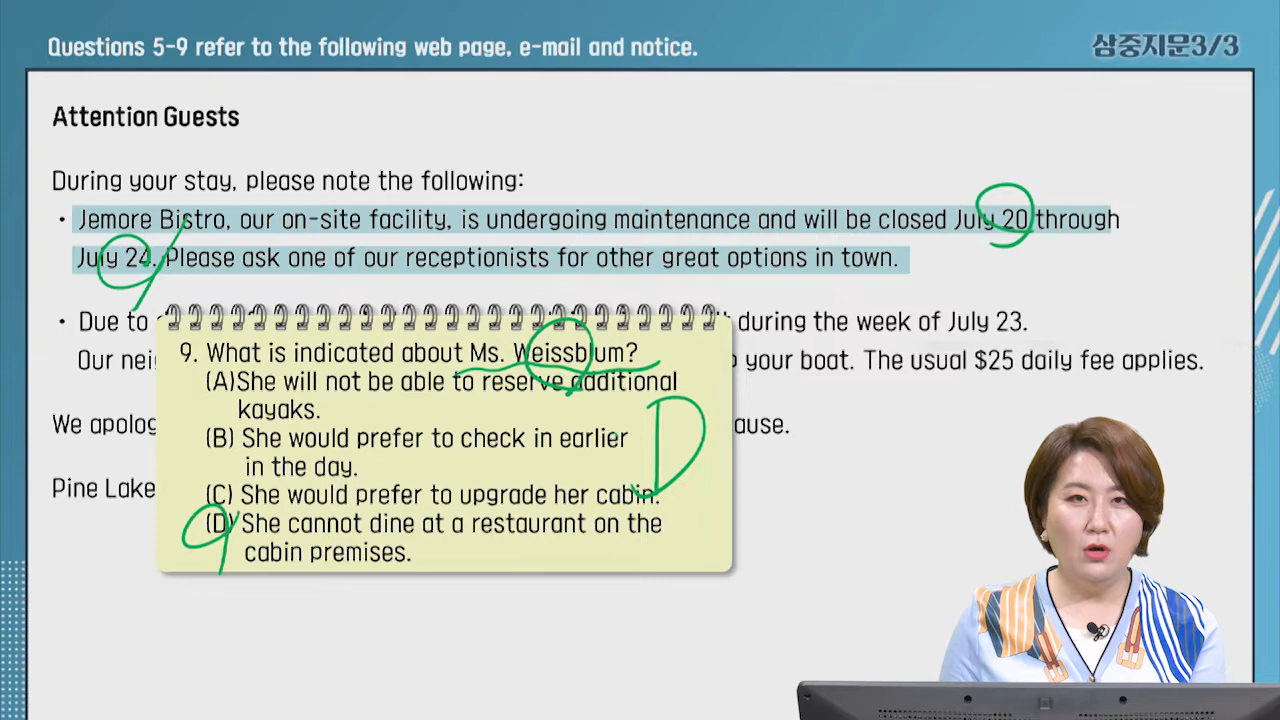 Questions 5-9 refer to the following web page, e-mail and notice.
삼중지문3/3
Attention Guests
During your stay, please note the following:
• Jemore Bistro, our on-site facility, is undergoing maintenance and will be closed July 20 through
July 24. Please ask one of our receptionists for other great options in town.
• Due to
during the week of July 23.
Our
your boat. The usual $25 daily fee applies.
We
Pine Lake
9. What is indicated about Ms. Weissblum?
(A)She will not be able to reserve additional
kayaks.
(B) She would prefer to check in earlier
in the day.
(C) She would prefer to upgrade her cabin.
(D) She cannot dine at a restaurant on the
cabin premises.
D
9
9